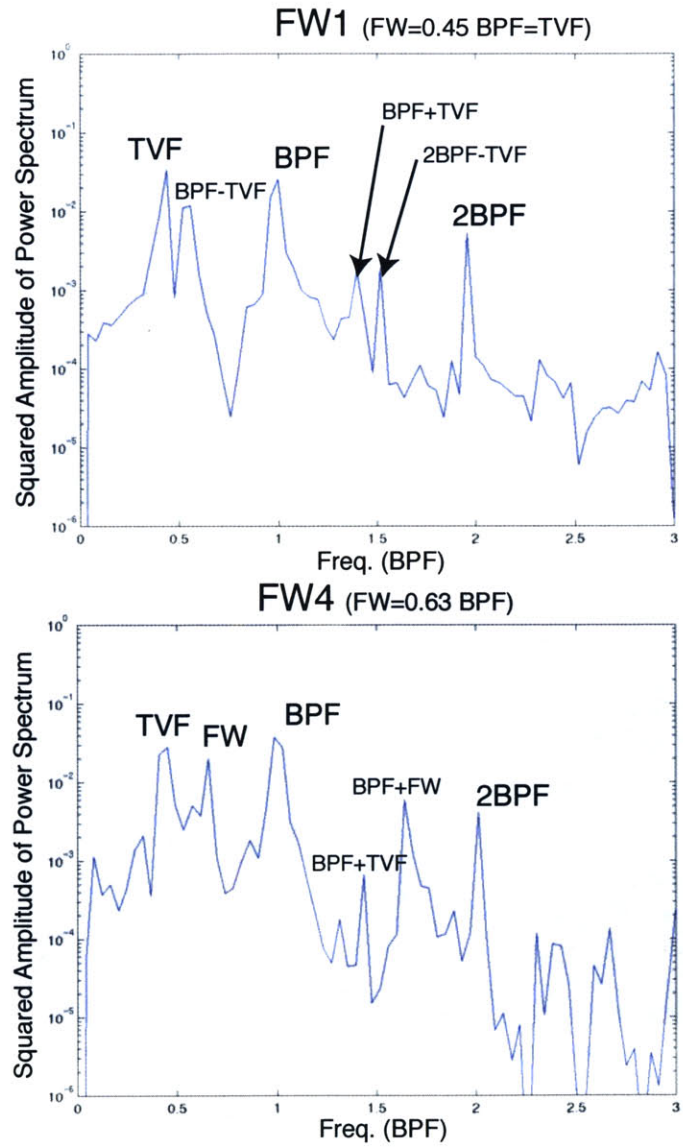 FW1 (FW=0.45 BPF=TVF)
Squared Amplitude of Power Spectrum
10^0
10^-1
10^-2
10^-3
10^-4
10^-5
10^-6
TVF
BPF-TVF
BPF
BPF+TVF
2BPF-TVF
2BPF
0 0.5 1 1.5 2 2.5 3
Freq. (BPF)
FW4 (FW=0.63 BPF)
Squared Amplitude of Power Spectrum
10^0
10^-1
10^-2
10^-3
10^-4
10^-5
10^-6
TVF
FW
BPF
BPF+TVF
BPF+FW
2BPF
0 0.5 1 1.5 2 2.5 3
Freq. (BPF)